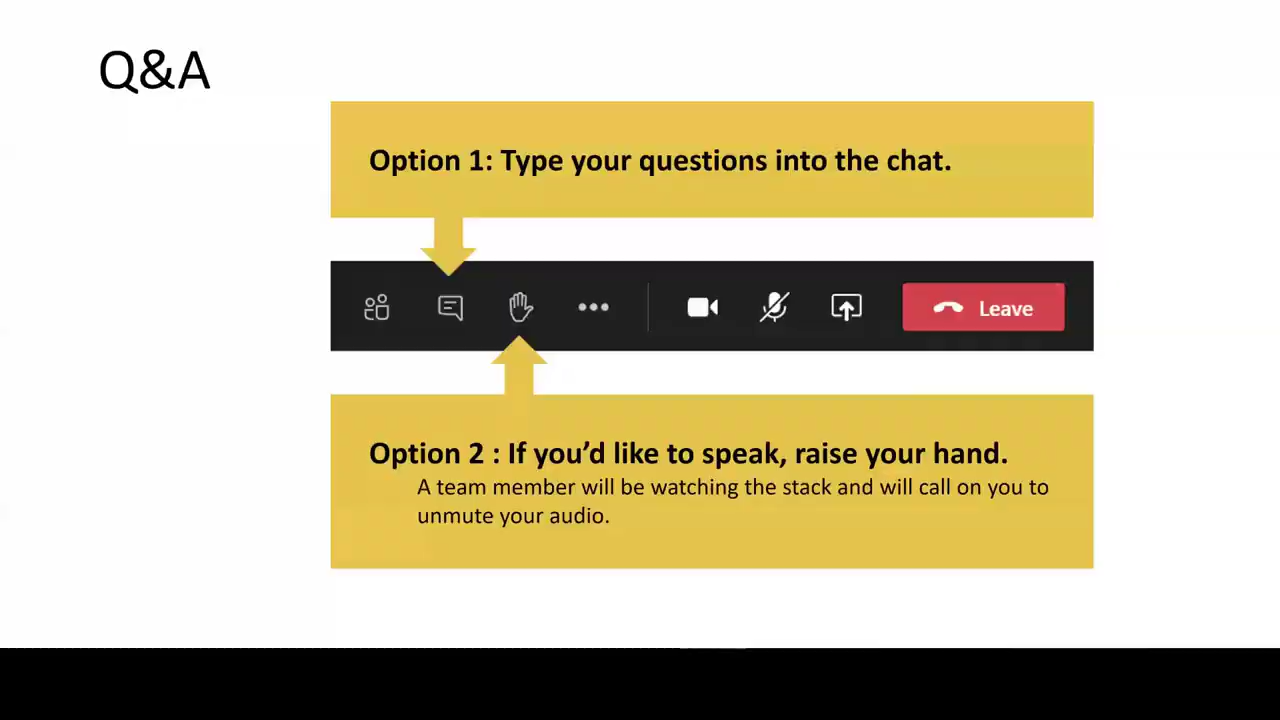 Q&A
Option 1: Type your questions into the chat.
Leave
Option 2 : If you’d like to speak, raise your hand.
A team member will be watching the stack and will call on you to
unmute your audio.